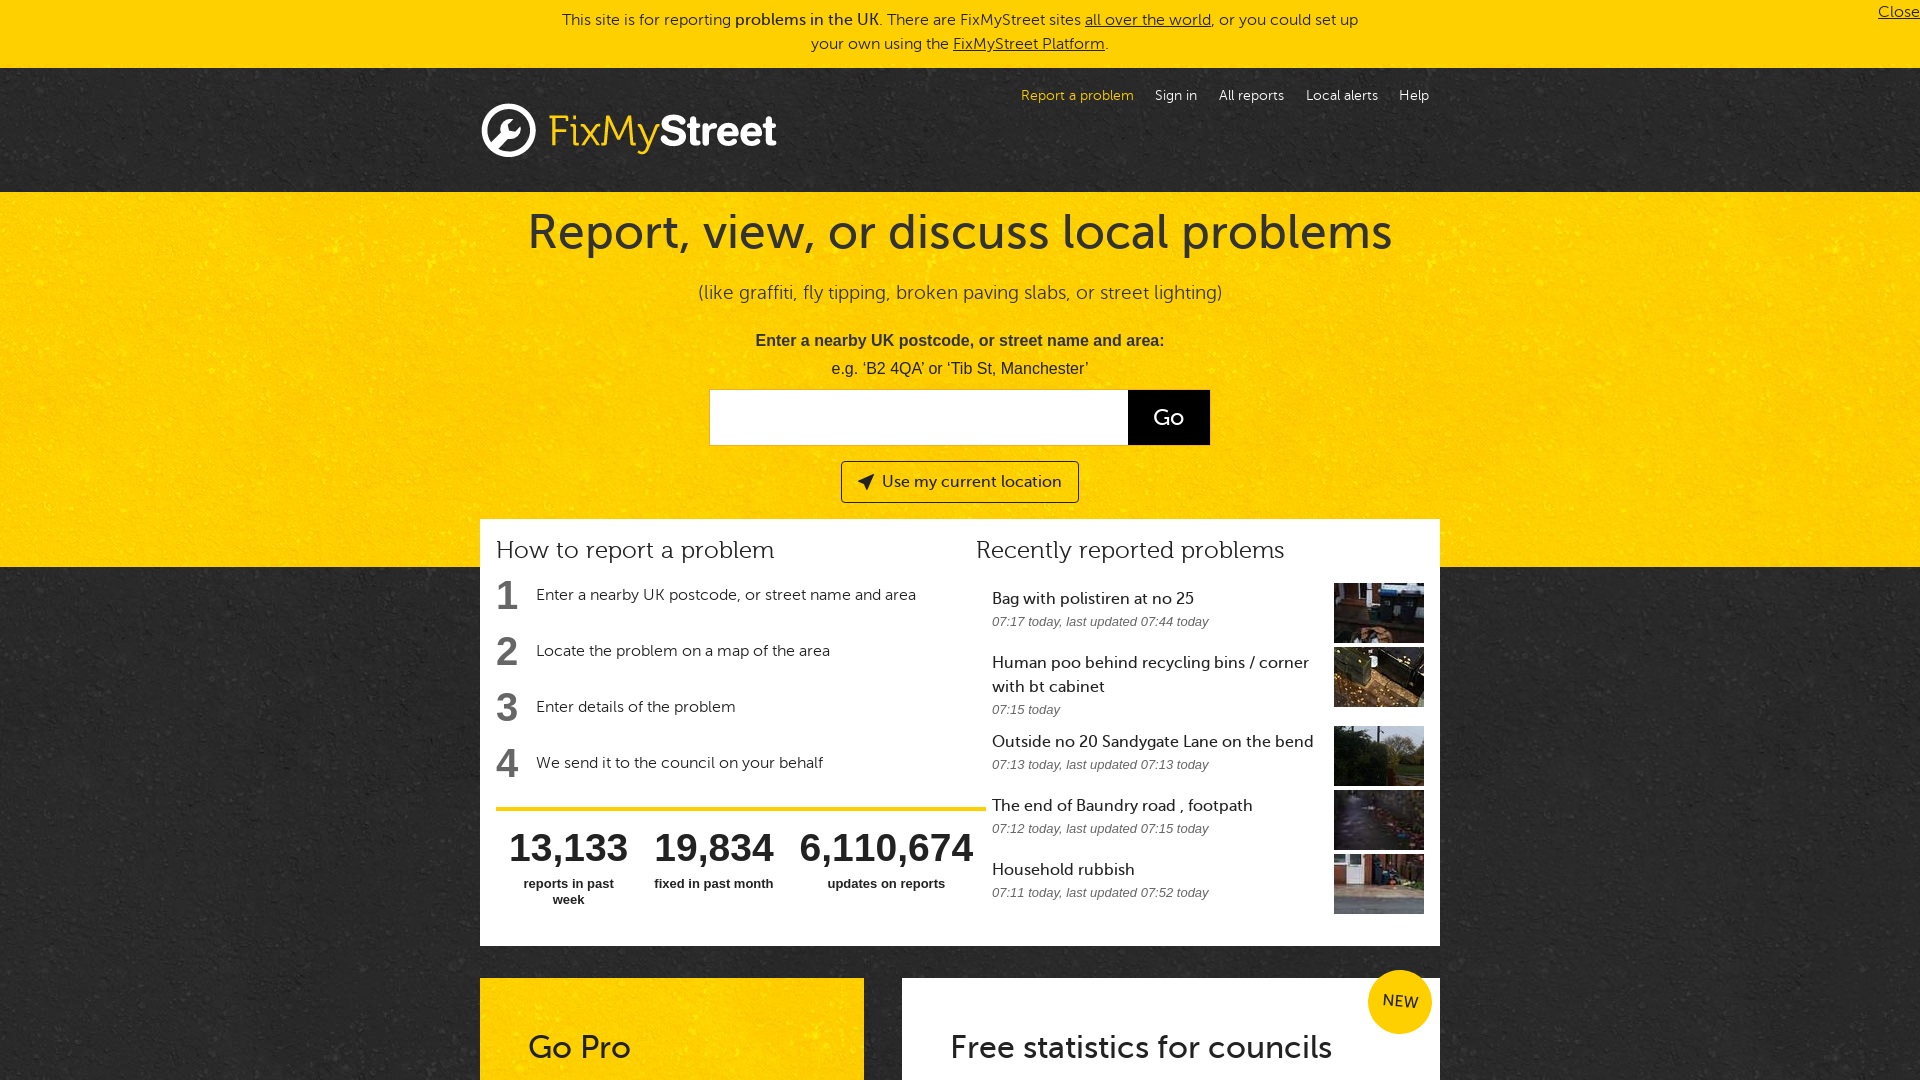 This site is for reporting problems in the UK. There are FixMyStreet sites all over the world, or you could set up
your own using the FixMyStreet Platform.
Close
Report a problem
Sign in
All reports
Local alerts
Help
FixMyStreet
Report, view, or discuss local problems
(like graffiti, fly tipping, broken paving slabs, or street lighting)
Enter a nearby UK postcode, or street name and area:
e.g. ‘B2 4QA’ or ‘Tib St, Manchester’
Go
Use my current location
How to report a problem
1 Enter a nearby UK postcode, or street name and area
2 Locate the problem on a map of the area
3 Enter details of the problem
4 We send it to the council on your behalf
13,133
reports in past
week
19,834
fixed in past month
6,110,674
updates on reports
Recently reported problems
Bag with polistiren at no 25
07:17 today, last updated 07:44 today
Human poo behind recycling bins / corner
with bt cabinet
07:15 today
Outside no 20 Sandygate Lane on the bend
07:13 today, last updated 07:13 today
The end of Baundry road , footpath
07:12 today, last updated 07:15 today
Household rubbish
07:11 today, last updated 07:52 today
Go Pro
NEW
Free statistics for councils